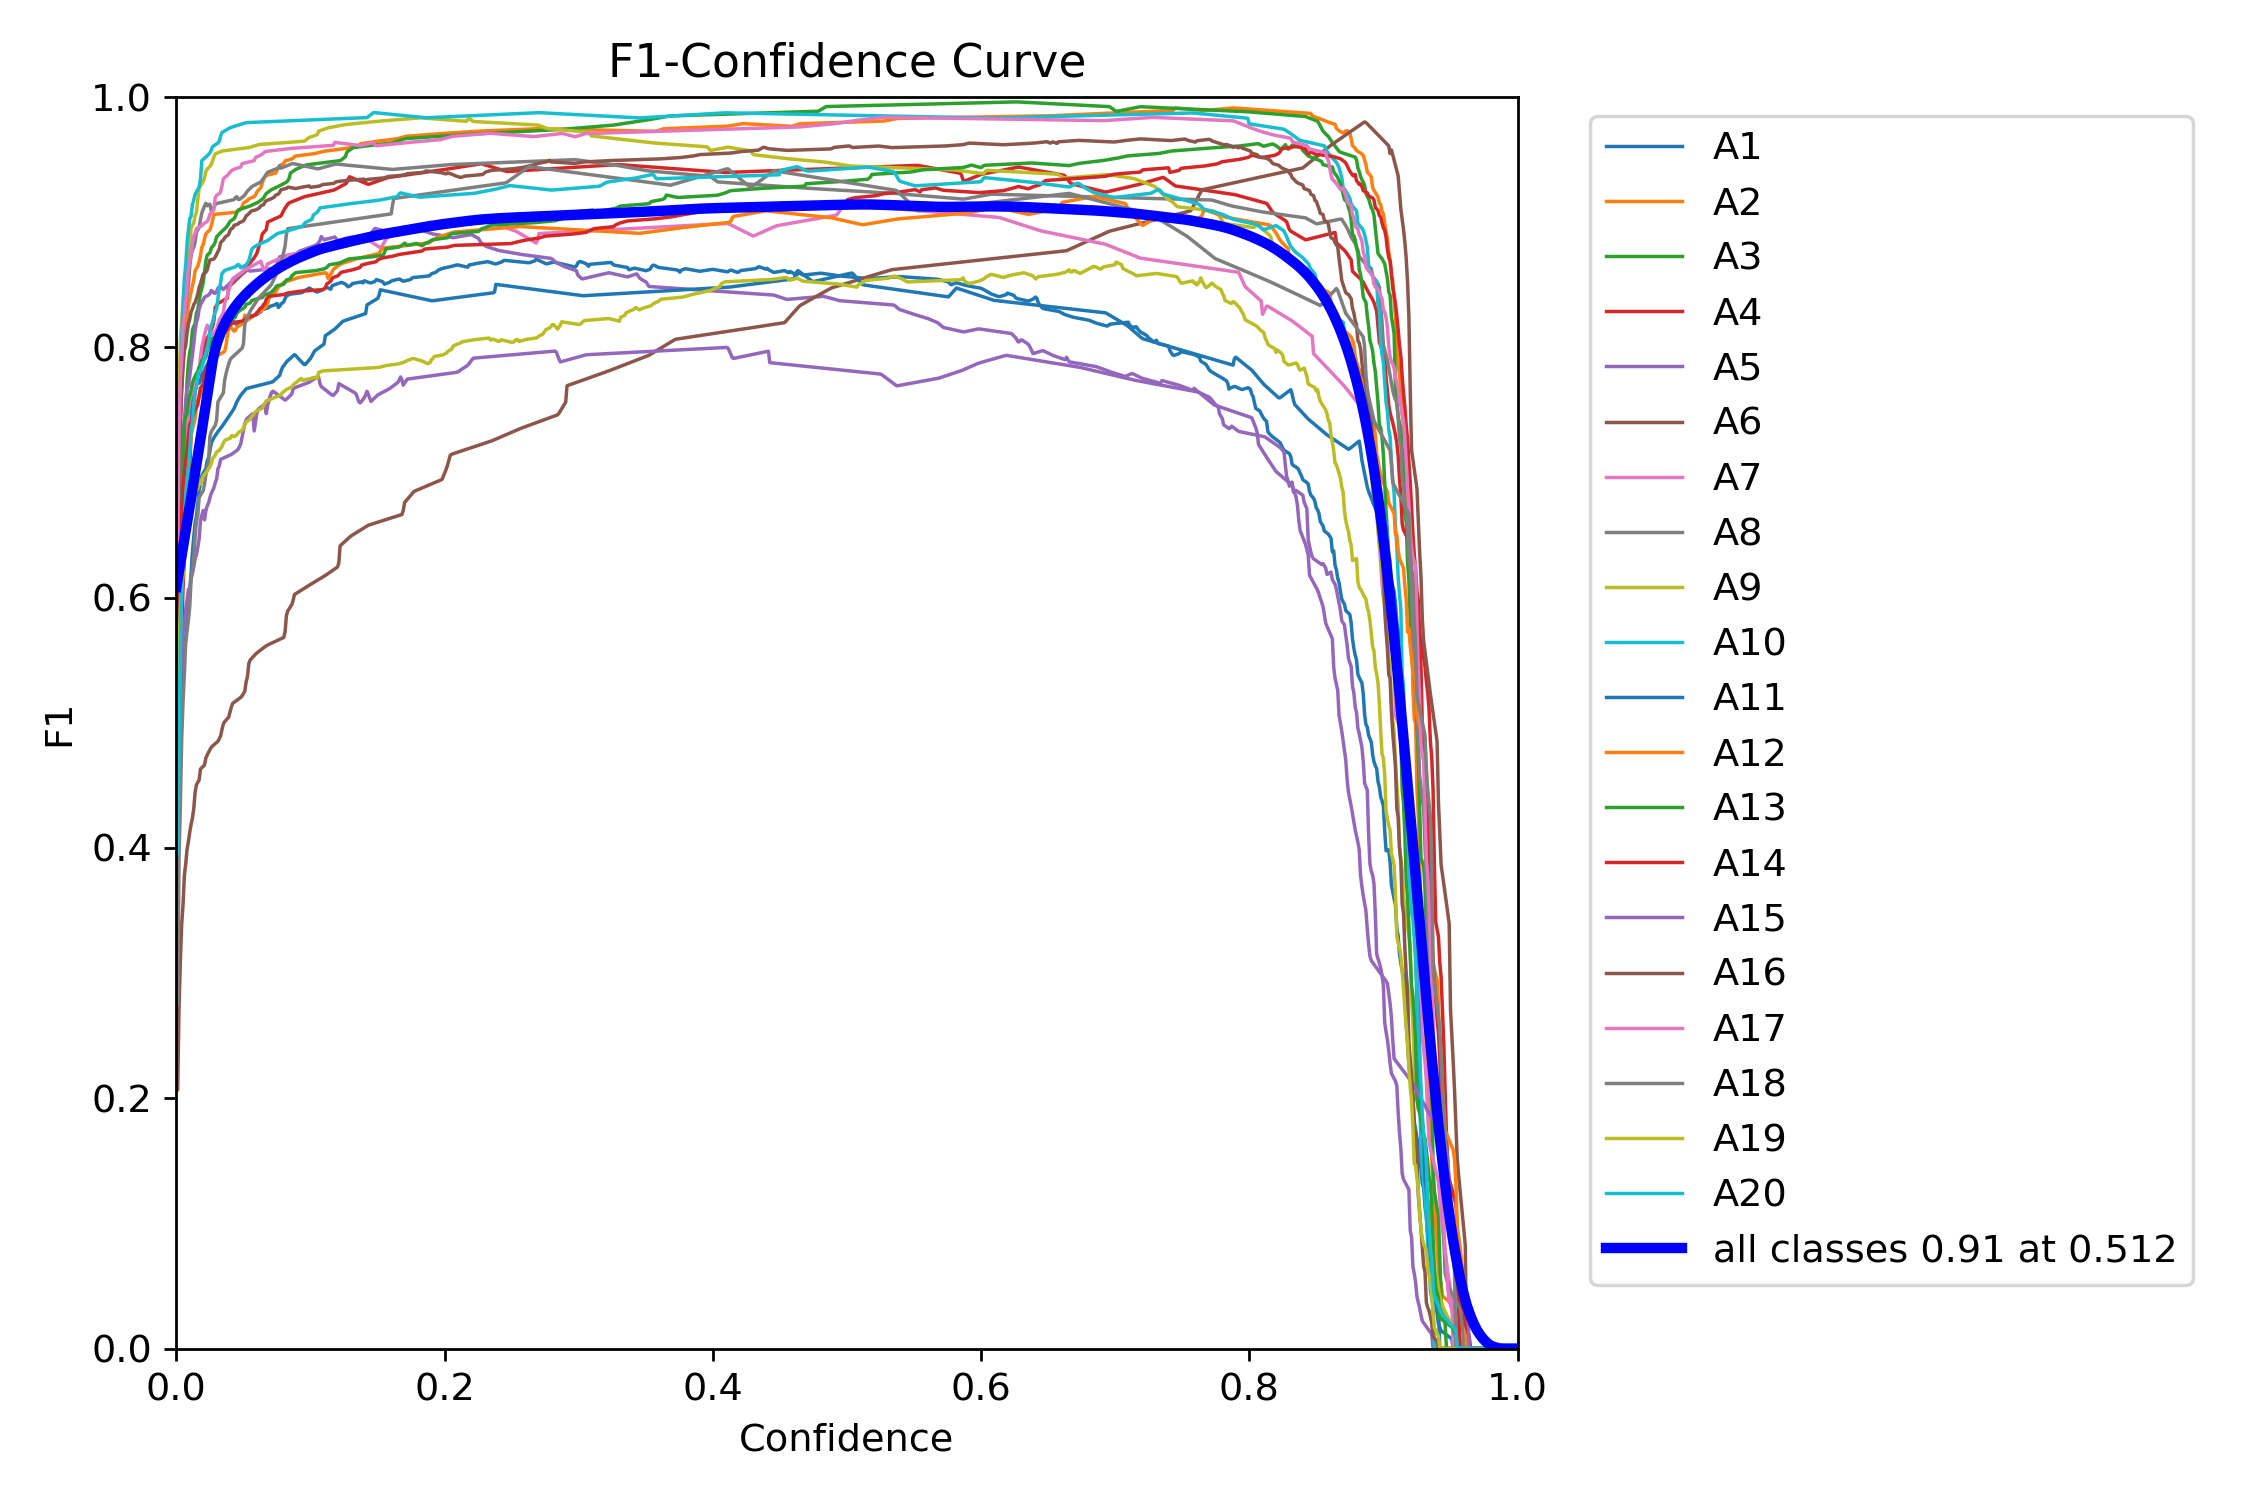 F1-Confidence Curve
1.0
0.8
0.6
0.4
0.2
0.0
F1
0.0 0.2 0.4 0.6 0.8 1.0
Confidence
A1
A2
A3
A4
A5
A6
A7
A8
A9
A10
A11
A12
A13
A14
A15
A16
A17
A18
A19
A20
all classes 0.91 at 0.512